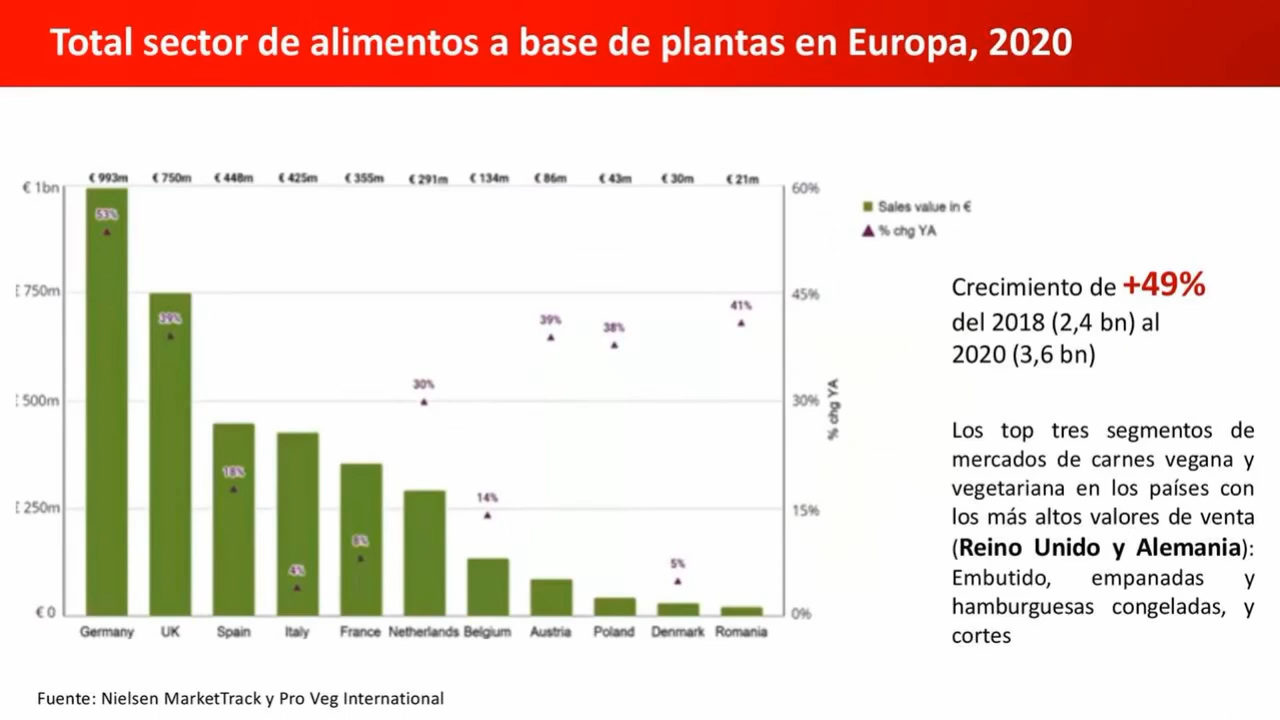 Total sector de alimentos a base de plantas en Europa, 2020
€ 993m € 750m € 448m € 425m € 355m € 291m € 134m € 86m € 43m € 30m € 21m
€ 1bn
750m
500m
250m
€ 0
53%
39%
18%
4%
8%
30%
14%
39%
38%
5%
41%
60%
45%
30%
15%
0%
% chg YA
Germany UK Spain Italy France Netherlands Belgium Austria Poland Denmark Romania
Sales value in €
% chg YA
Crecimiento de +49%
del 2018 (2,4 bn) al
2020 (3,6 bn)
Los top tres segmentos de
mercados de carnes vegana y
vegetariana en los países con
los más altos valores de venta
(Reino Unido y Alemania):
Embutido, empanadas y
hamburguesas congeladas, y
cortes
Fuente: Nielsen MarketTrack y Pro Veg International